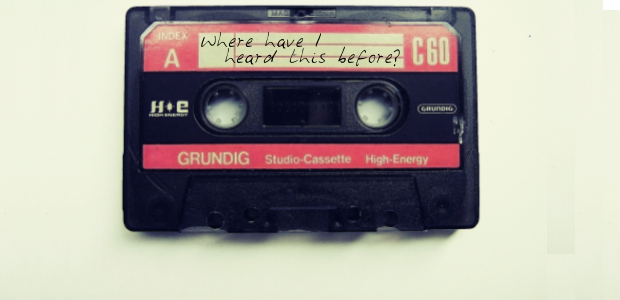 INDEX
A
Where have I
heard this before?
C60
H+e
HIGH ENERGY
GRUNDIG
GRUNDIG Studio-Cassette High-Energy